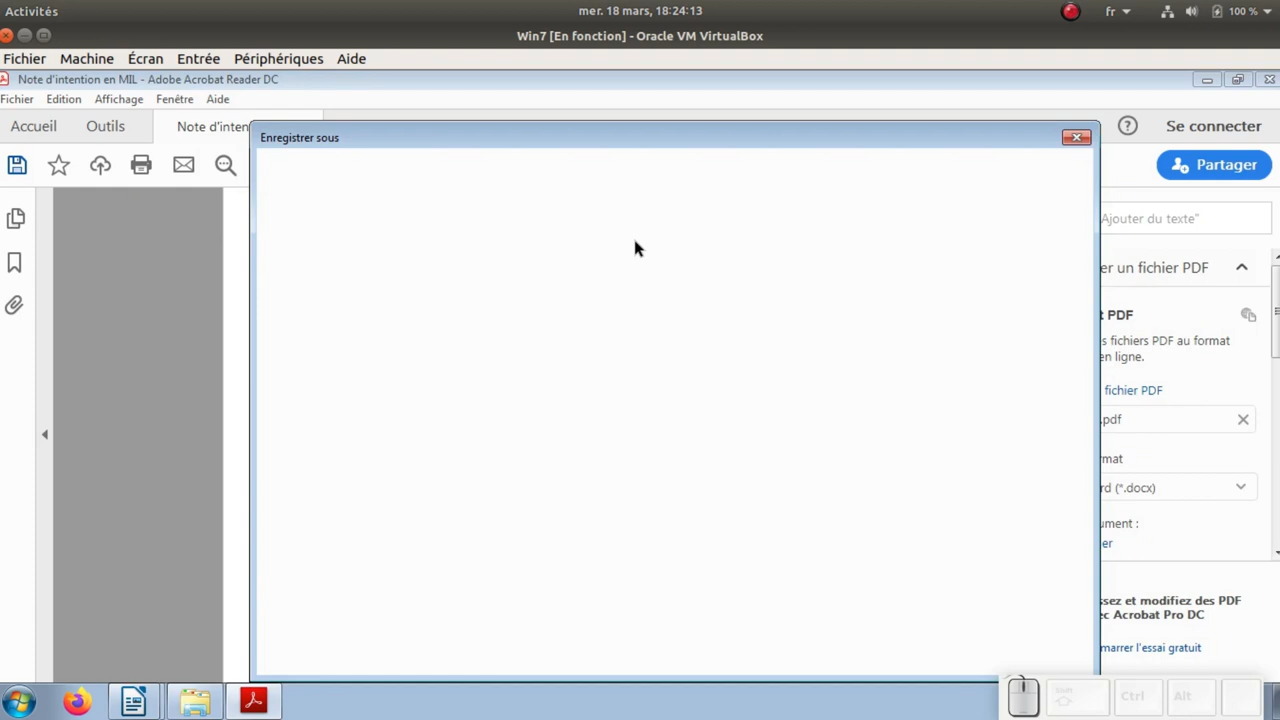 Activités
mer. 18 mars, 18:24:13
fr
100 %
Win7 [En fonction] - Oracle VM VirtualBox
Fichier Machine Écran Entrée Périphériques Aide
Note d'intention en MIL - Adobe Acrobat Reader DC
Fichier Edition Affichage Fenêtre Aide
Accueil Outils Note d'inten
Se connecter
Enregistrer sous
Partager
Ajouter du texte"
er un fichier PDF
t PDF
s fichiers PDF au format
en ligne.
fichier PDF
.pdf
rmat
rd (*.docx)
ument :
er
ssez et modifiez des PDF
ec Acrobat Pro DC
marrer l'essai gratuit
Shift Ctrl Alt